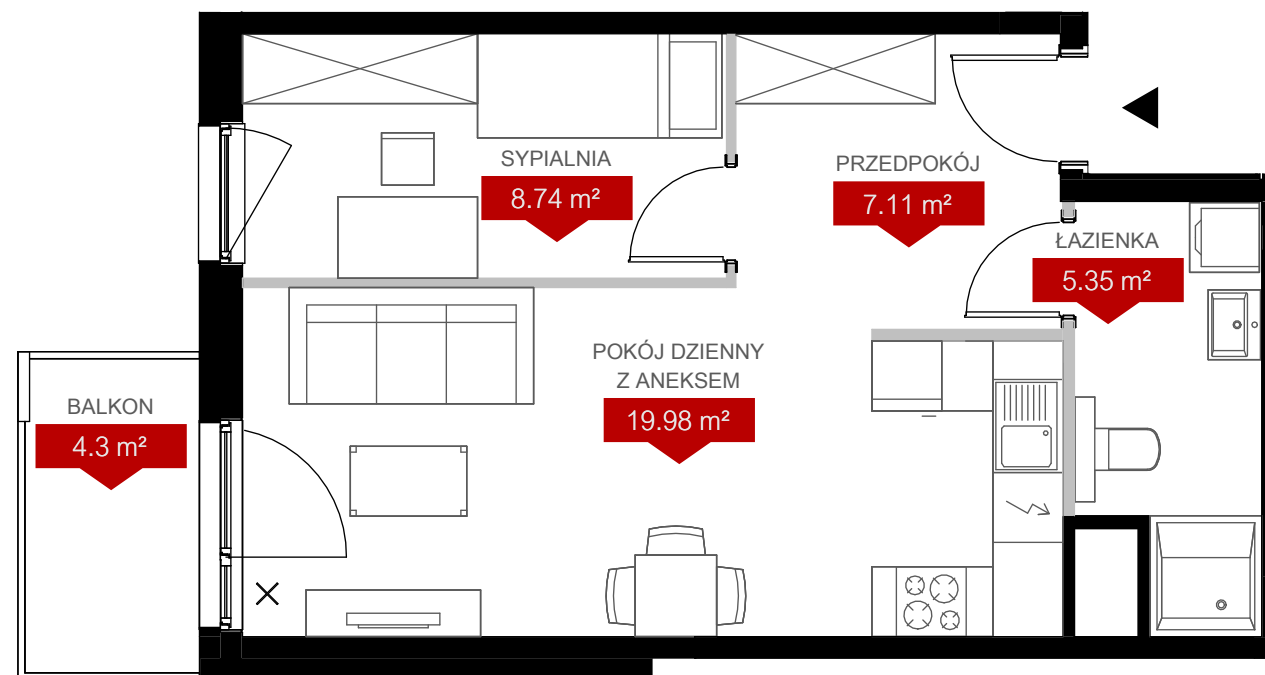 SYPIALNIA
8.74 m²
PRZEDPOKÓJ
7.11 m²
ŁAZIENKA
5.35 m²
POKÓJ DZIENNY
Z ANEKSEM
19.98 m²
BALKON
4.3 m²